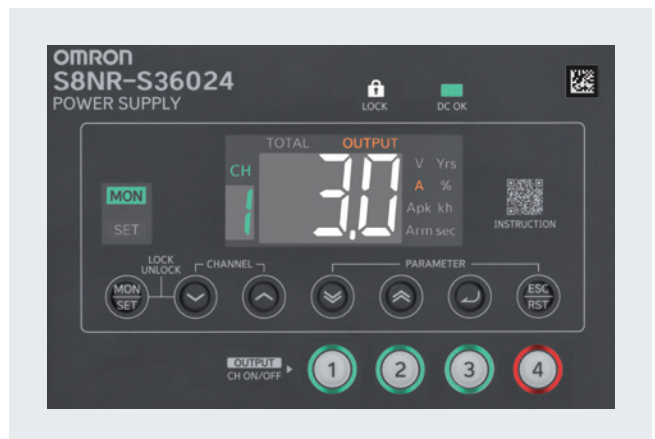 OMRON
S8NR-S36024
POWER SUPPLY
LOCK
DC OK
TOTAL OUTPUT
CH
1
3.0
V Yrs
A %
Apk kh
Arm sec
MON
SET
INSTRUCTION
LOCK
UNLOCK
CHANNEL
PARAMETER
MON
SET
ESC
RST
OUTPUT
CH ON/OFF
1
2
3
4